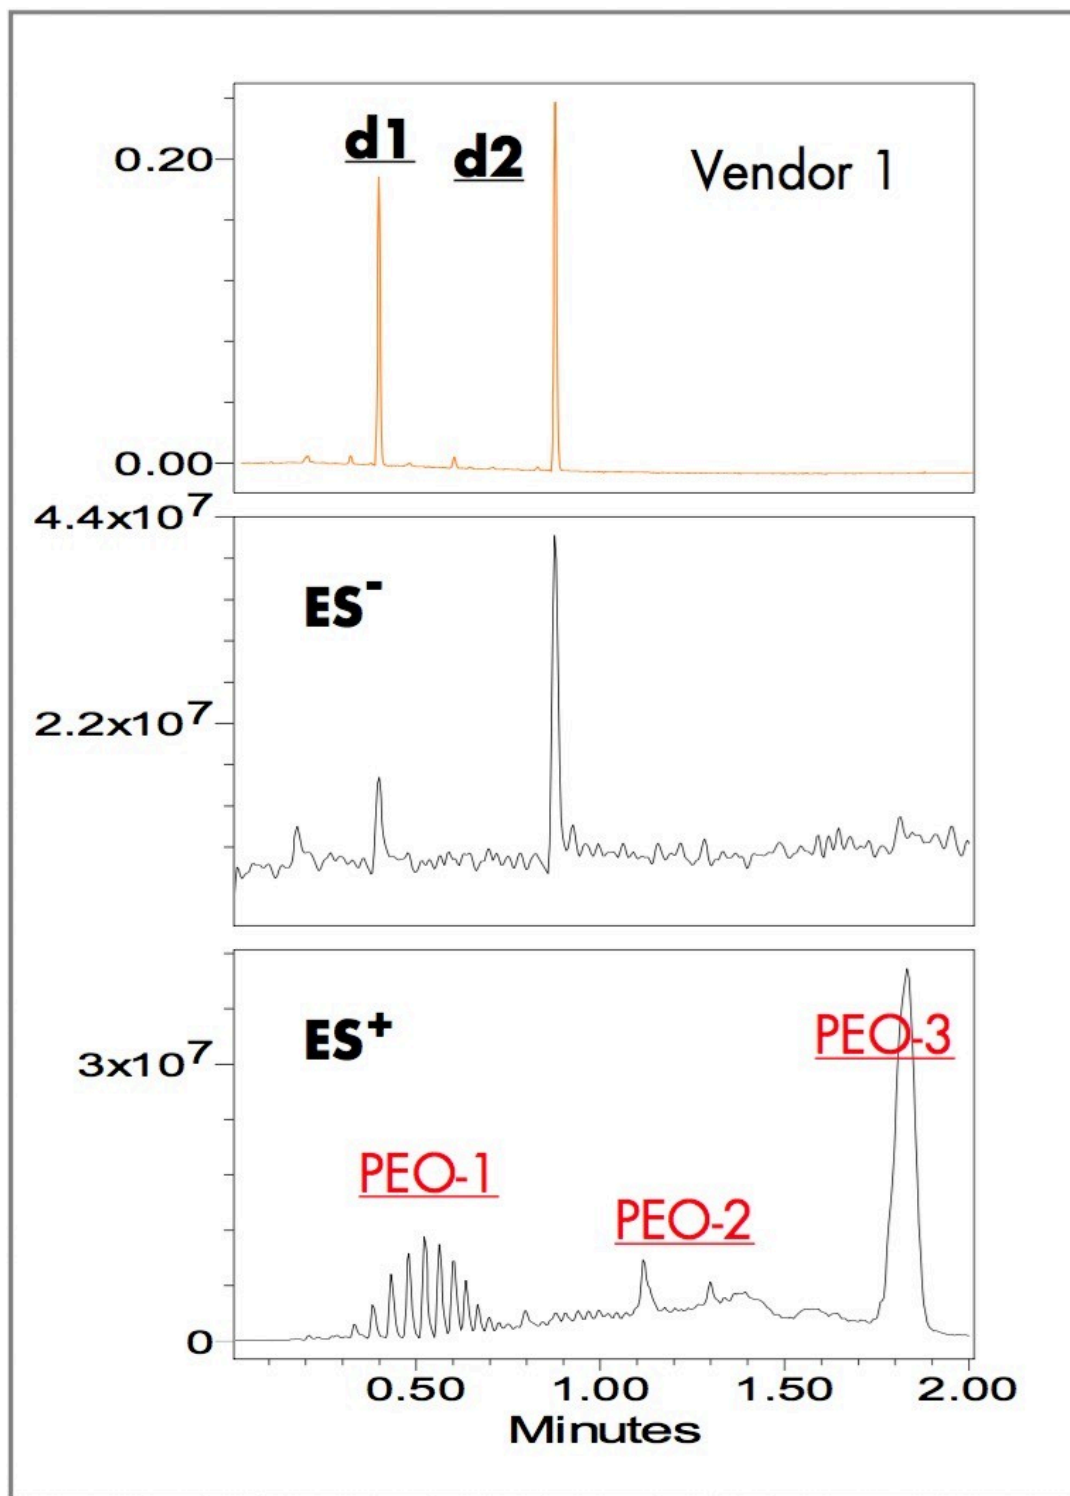 d1
d2
Vendor 1
0.20
0.00
4.4x10⁷
ES⁻
2.2x10⁷
ES⁺
PEO-3
3x10⁷
PEO-1
PEO-2
0
0.50 1.00 1.50 2.00
Minutes